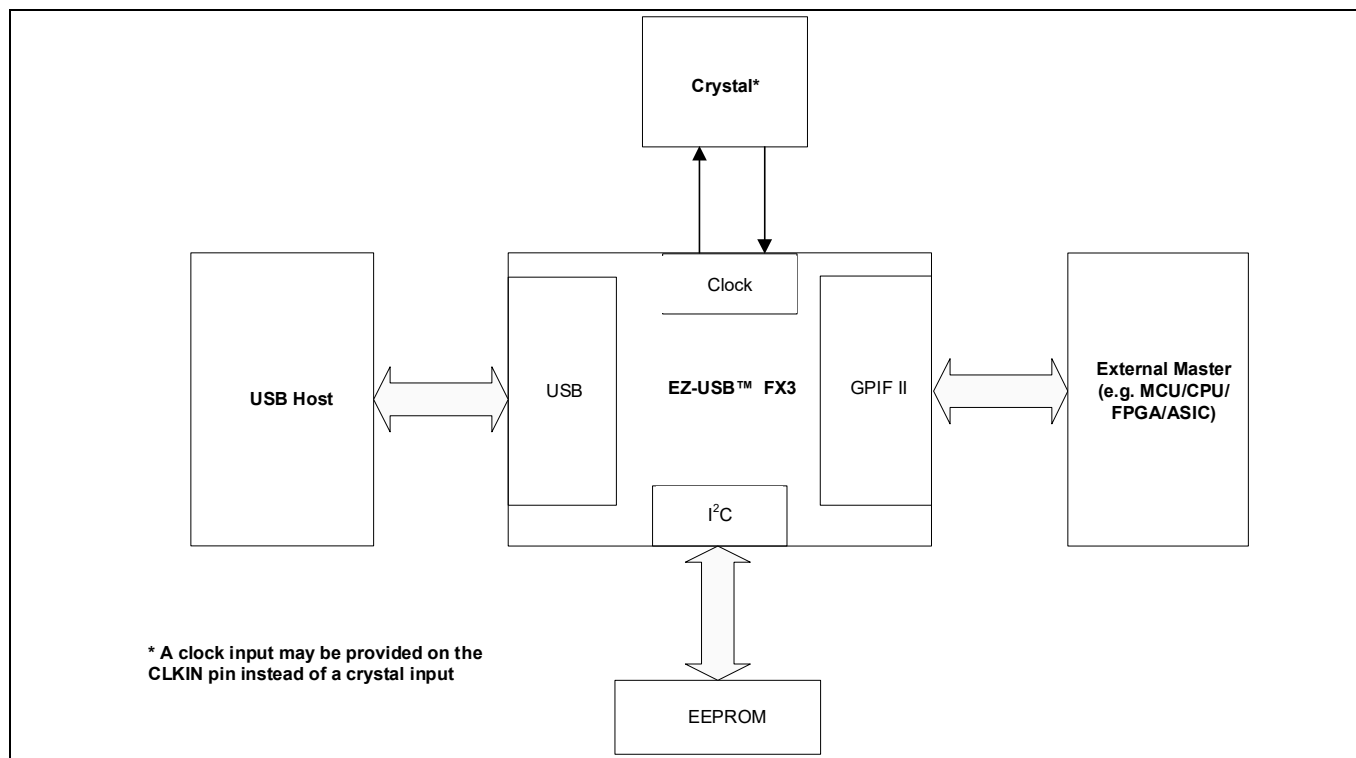 Crystal*
Clock
USB Host
USB
EZ-USB™ FX3
GPIF II
External Master
(e.g. MCU/CPU/
FPGA/ASIC)
I²C
* A clock input may be provided on the
CLKIN pin instead of a crystal input
EEPROM